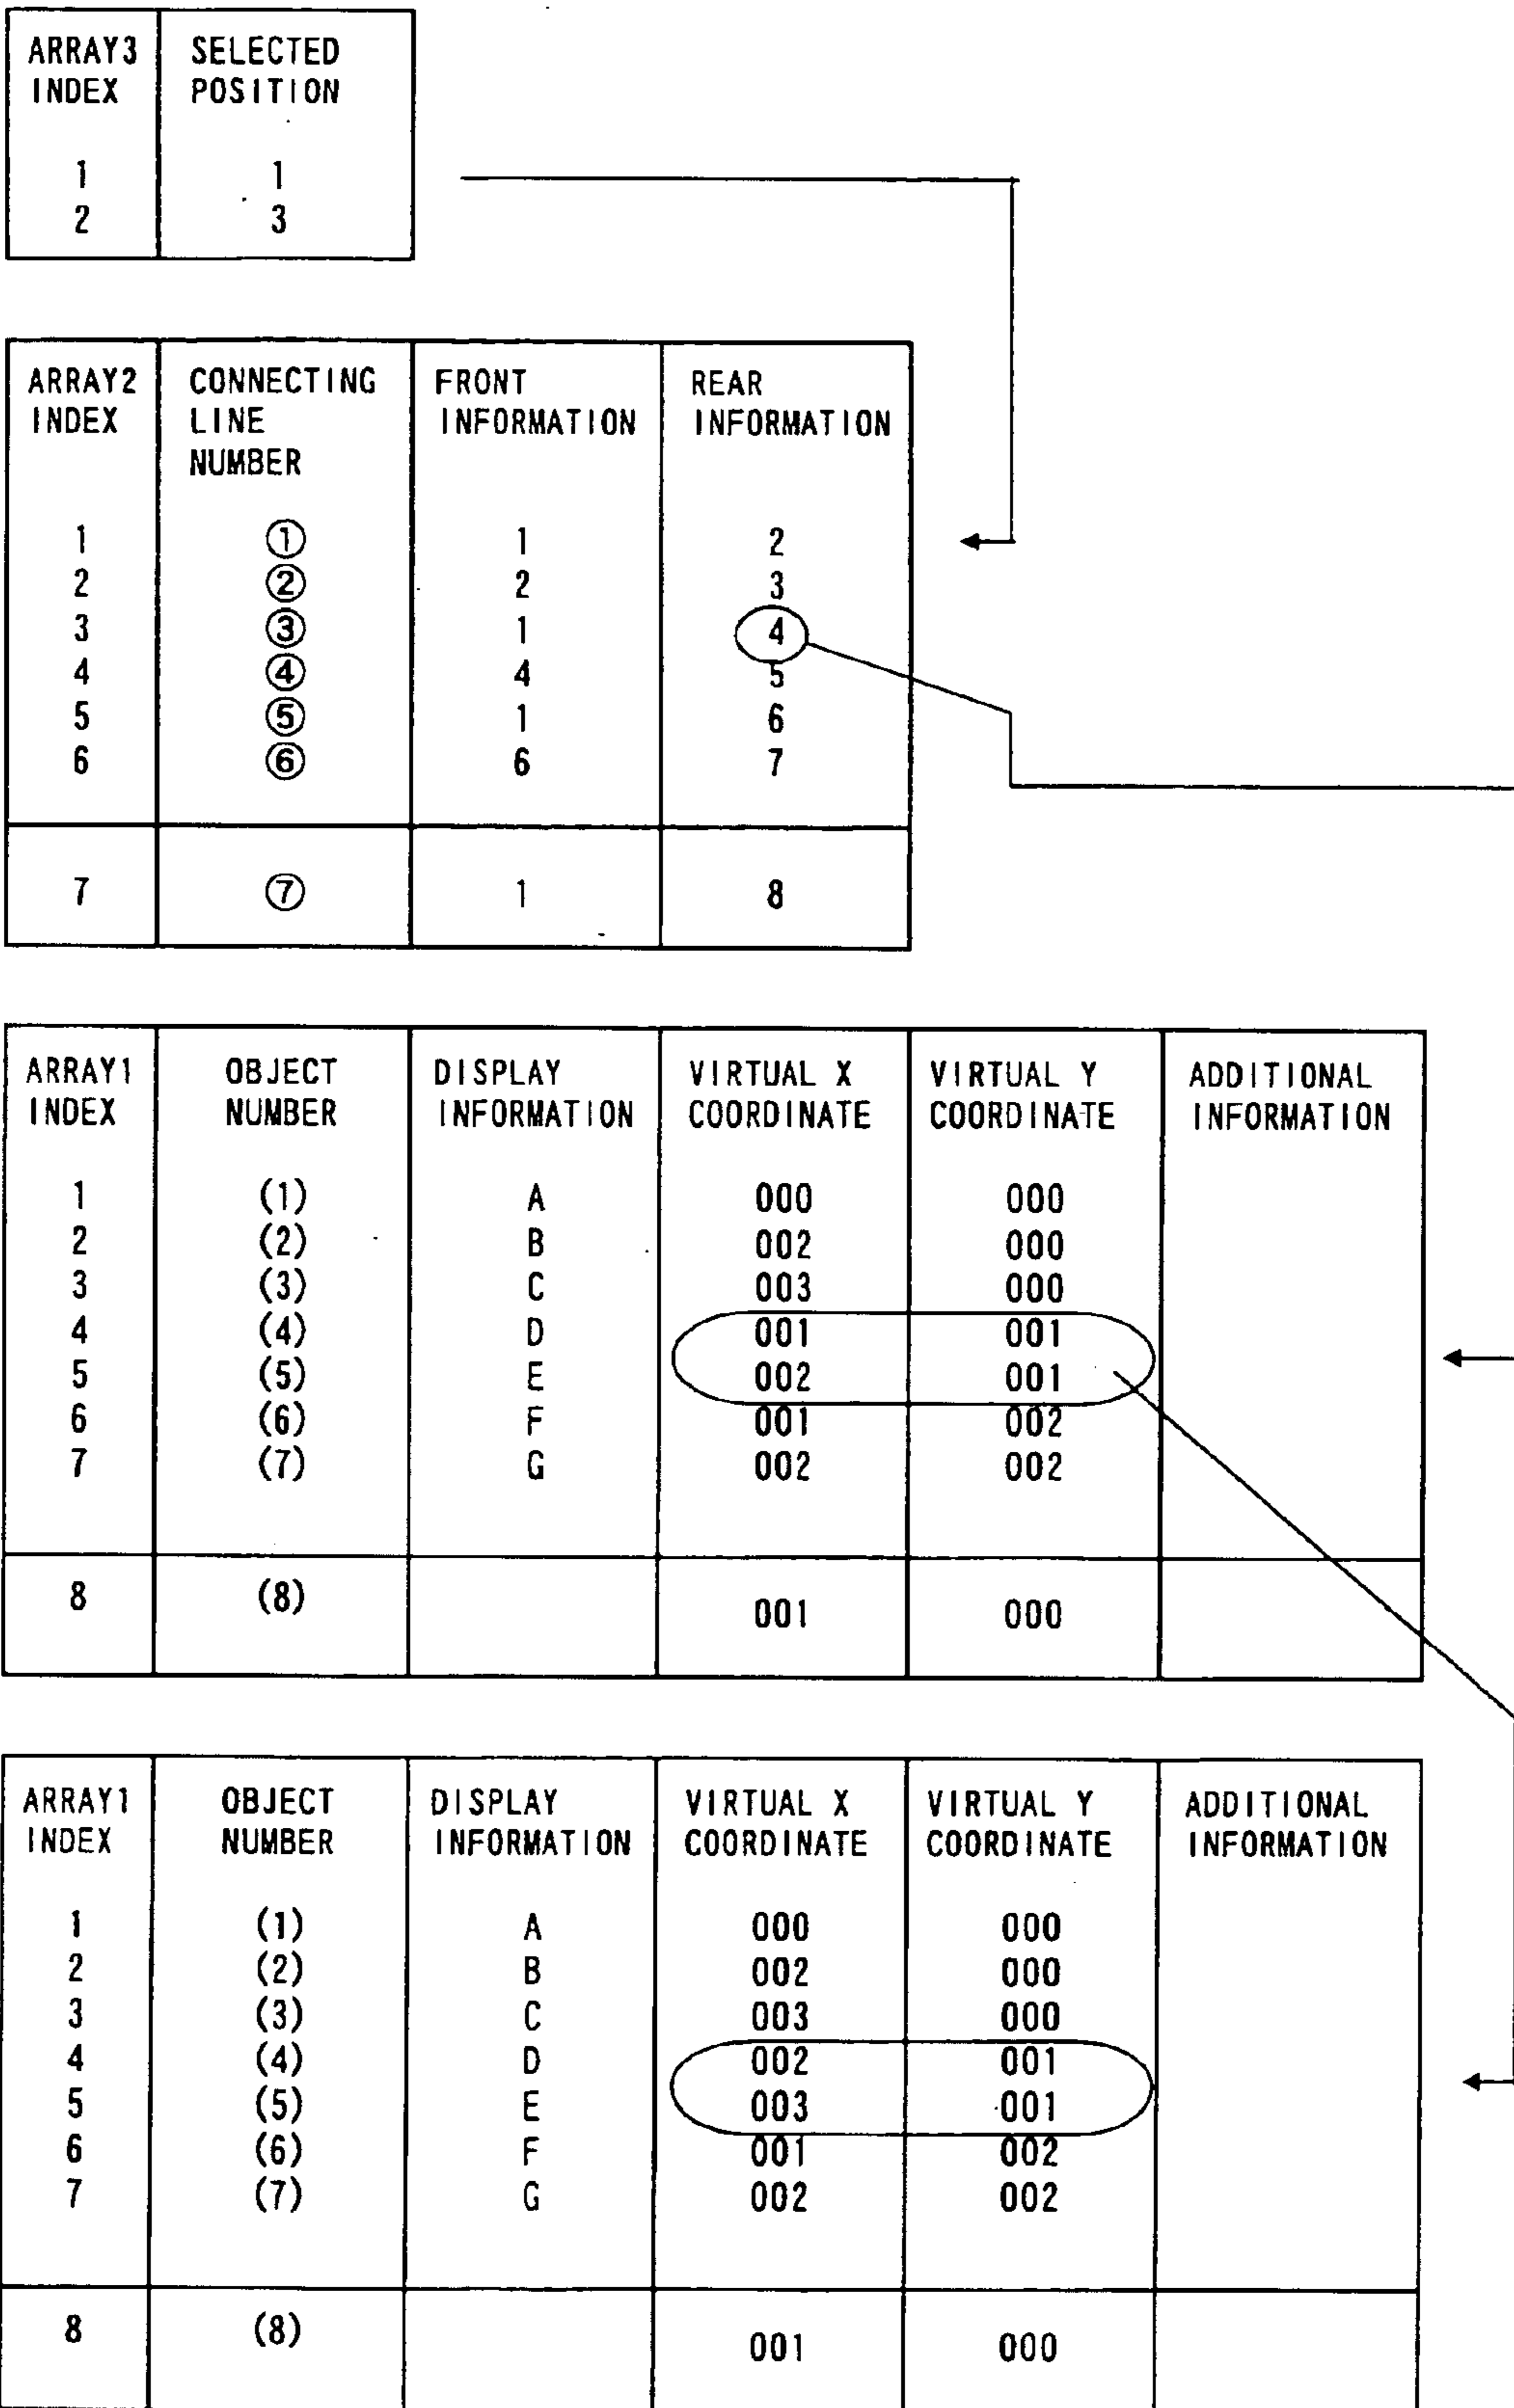 ARRAY3 SELECTED
INDEX POSITION
1 1
2 3
ARRAY2 CONNECTING FRONT REAR
INDEX LINE INFORMATION INFORMATION
NUMBER
1 ① 1 2
2 ② 2 3
3 ③ 1 4
4 ④ 4 5
5 ⑤ 1 6
6 ⑥ 6 7
7 ⑦ 1 8
ARRAY1 OBJECT DISPLAY VIRTUAL X VIRTUAL Y ADDITIONAL
INDEX NUMBER INFORMATION COORDINATE COORDINATE INFORMATION
1 (1) A 000 000
2 (2) B 002 000
3 (3) C 003 000
4 (4) D 001 001
5 (5) E 002 001
6 (6) F 001 002
7 (7) G 002 002
8 (8) 001 000
ARRAY1 OBJECT DISPLAY VIRTUAL X VIRTUAL Y ADDITIONAL
INDEX NUMBER INFORMATION COORDINATE COORDINATE INFORMATION
1 (1) A 000 000
2 (2) B 002 000
3 (3) C 003 000
4 (4) D 002 001
5 (5) E 003 001
6 (6) F 001 002
7 (7) G 002 002
8 (8) 001 000